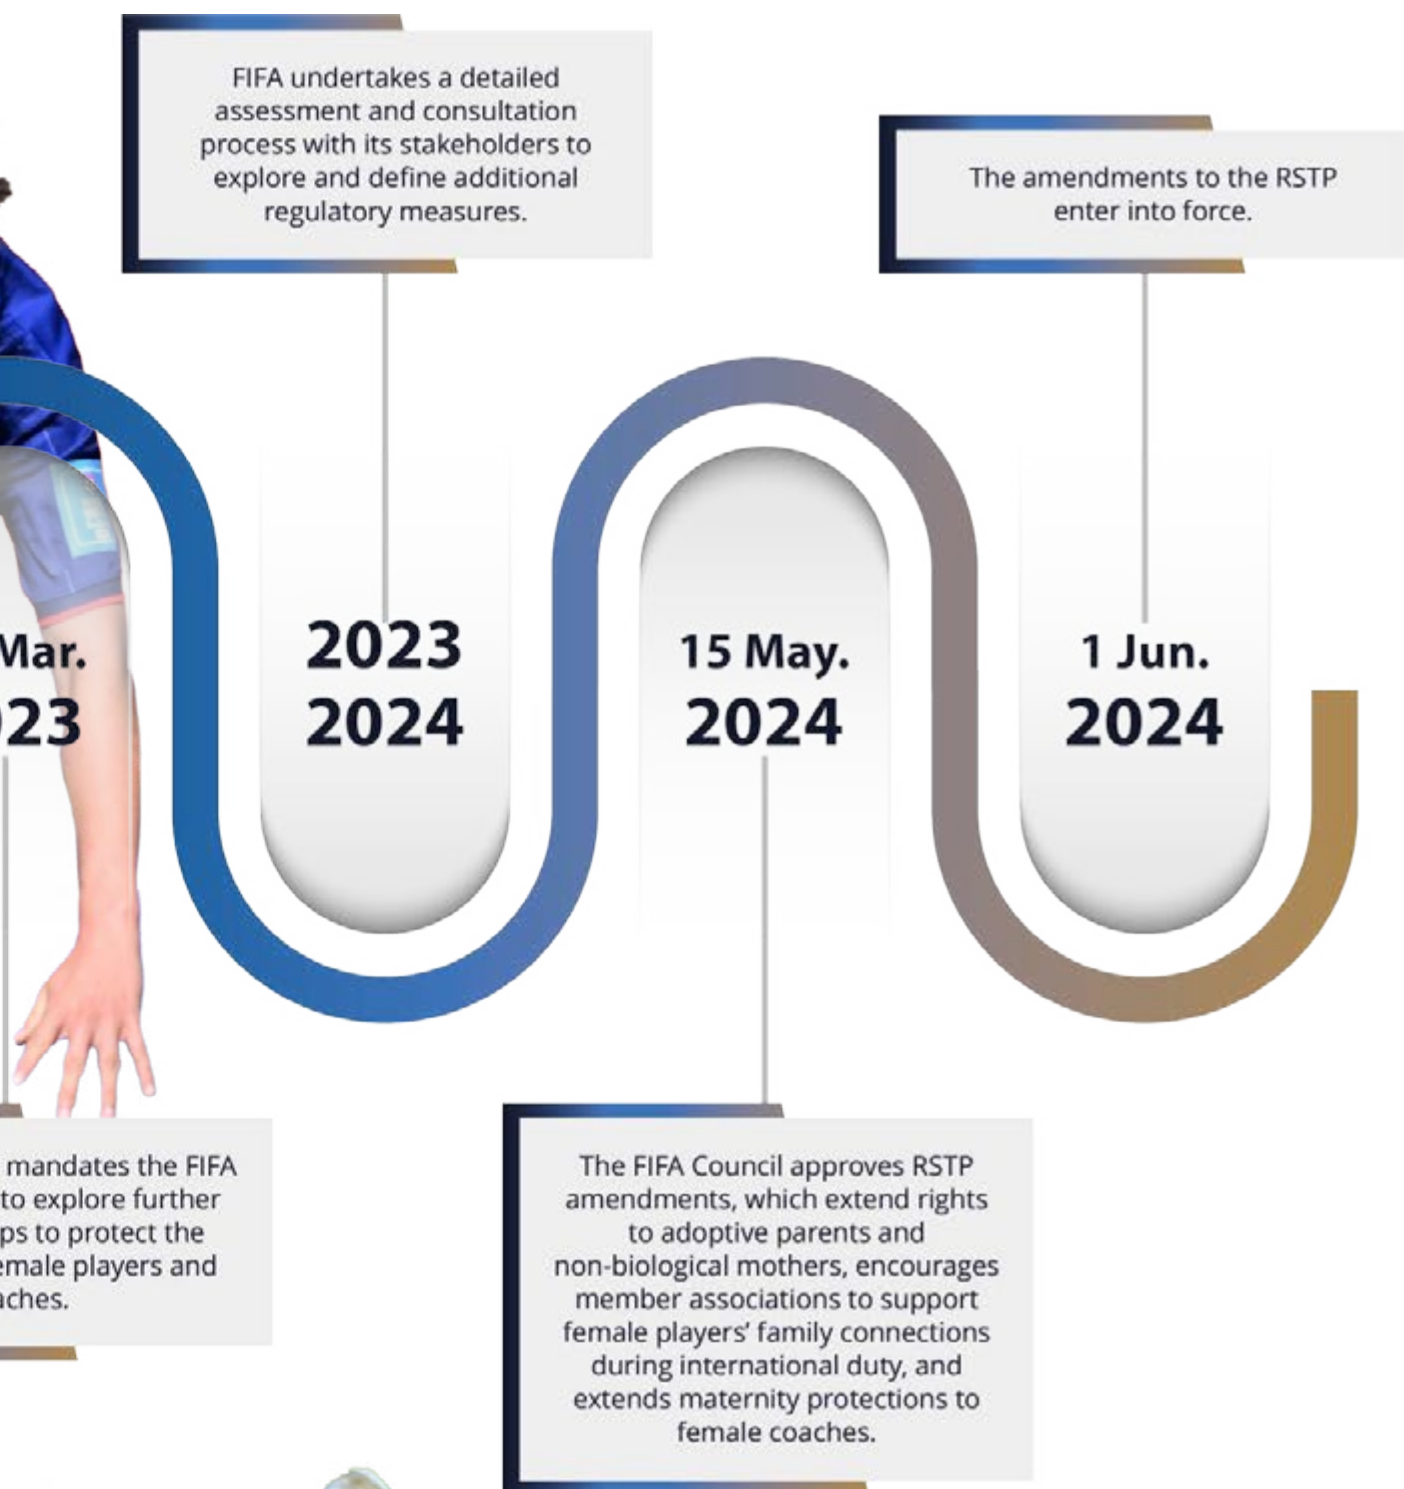 FIFA undertakes a detailed
assessment and consultation
process with its stakeholders to
explore and define additional
regulatory measures.
The amendments to the RSTP
enter into force.
Mar.
23
2023
2024
15 May.
2024
1 Jun.
2024
mandates the FIFA
to explore further
ps to protect the
emale players and
aches.
The FIFA Council approves RSTP
amendments, which extend rights
to adoptive parents and
non-biological mothers, encourages
member associations to support
female players’ family connections
during international duty, and
extends maternity protections to
female coaches.